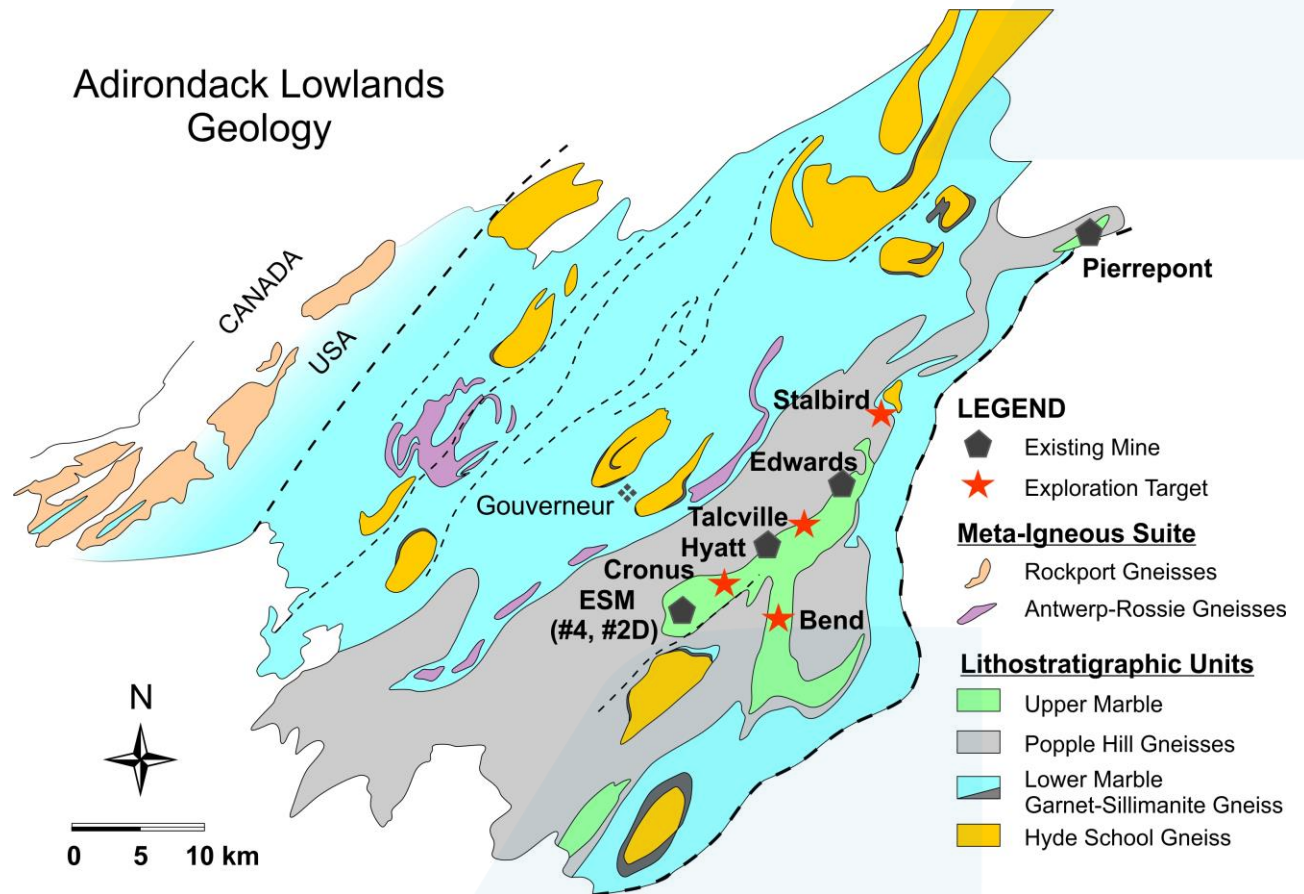 Adirondack Lowlands
Geology
CANADA
USA
Pierrepont
Stalbird
Edwards
Gouverneur
Talcville
Hyatt
Cronus
ESM
(#4, #2D)
Bend
N
0 5 10 km
LEGEND
Existing Mine
Exploration Target
Meta-Igneous Suite
Rockport Gneisses
Antwerp-Rossie Gneisses
Lithostratigraphic Units
Upper Marble
Popple Hill Gneisses
Lower Marble
Garnet-Sillimanite Gneiss
Hyde School Gneiss